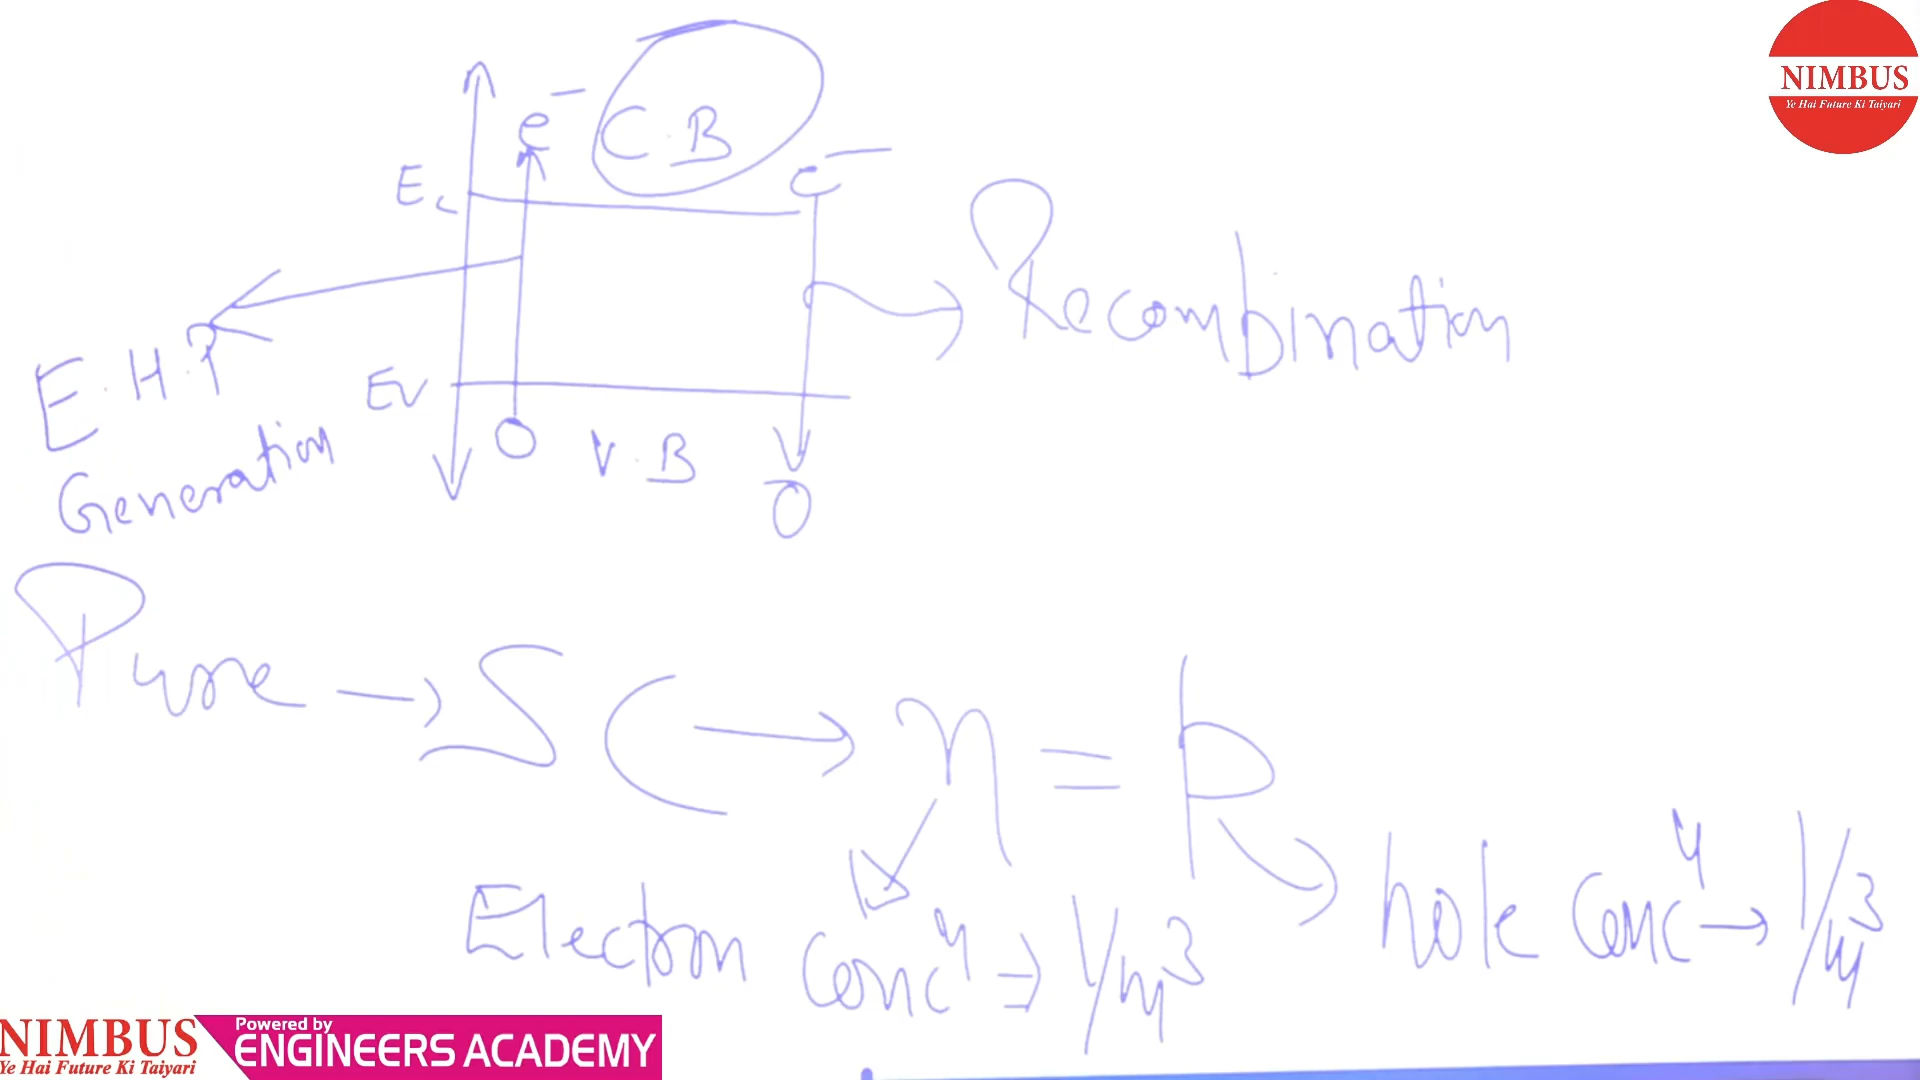 NIMBUS
Ye Hai Future Ki Taiyari
e⁻ C.B
Ec e⁻
Recombination
E.H.P
Generation
Ev
V.B
Pure → SC → n = p
Electron concⁿ → 1/m³
hole concⁿ → 1/m³
NIMBUS
Ye Hai Future Ki Taiyari
Powered by
ENGINEERS ACADEMY